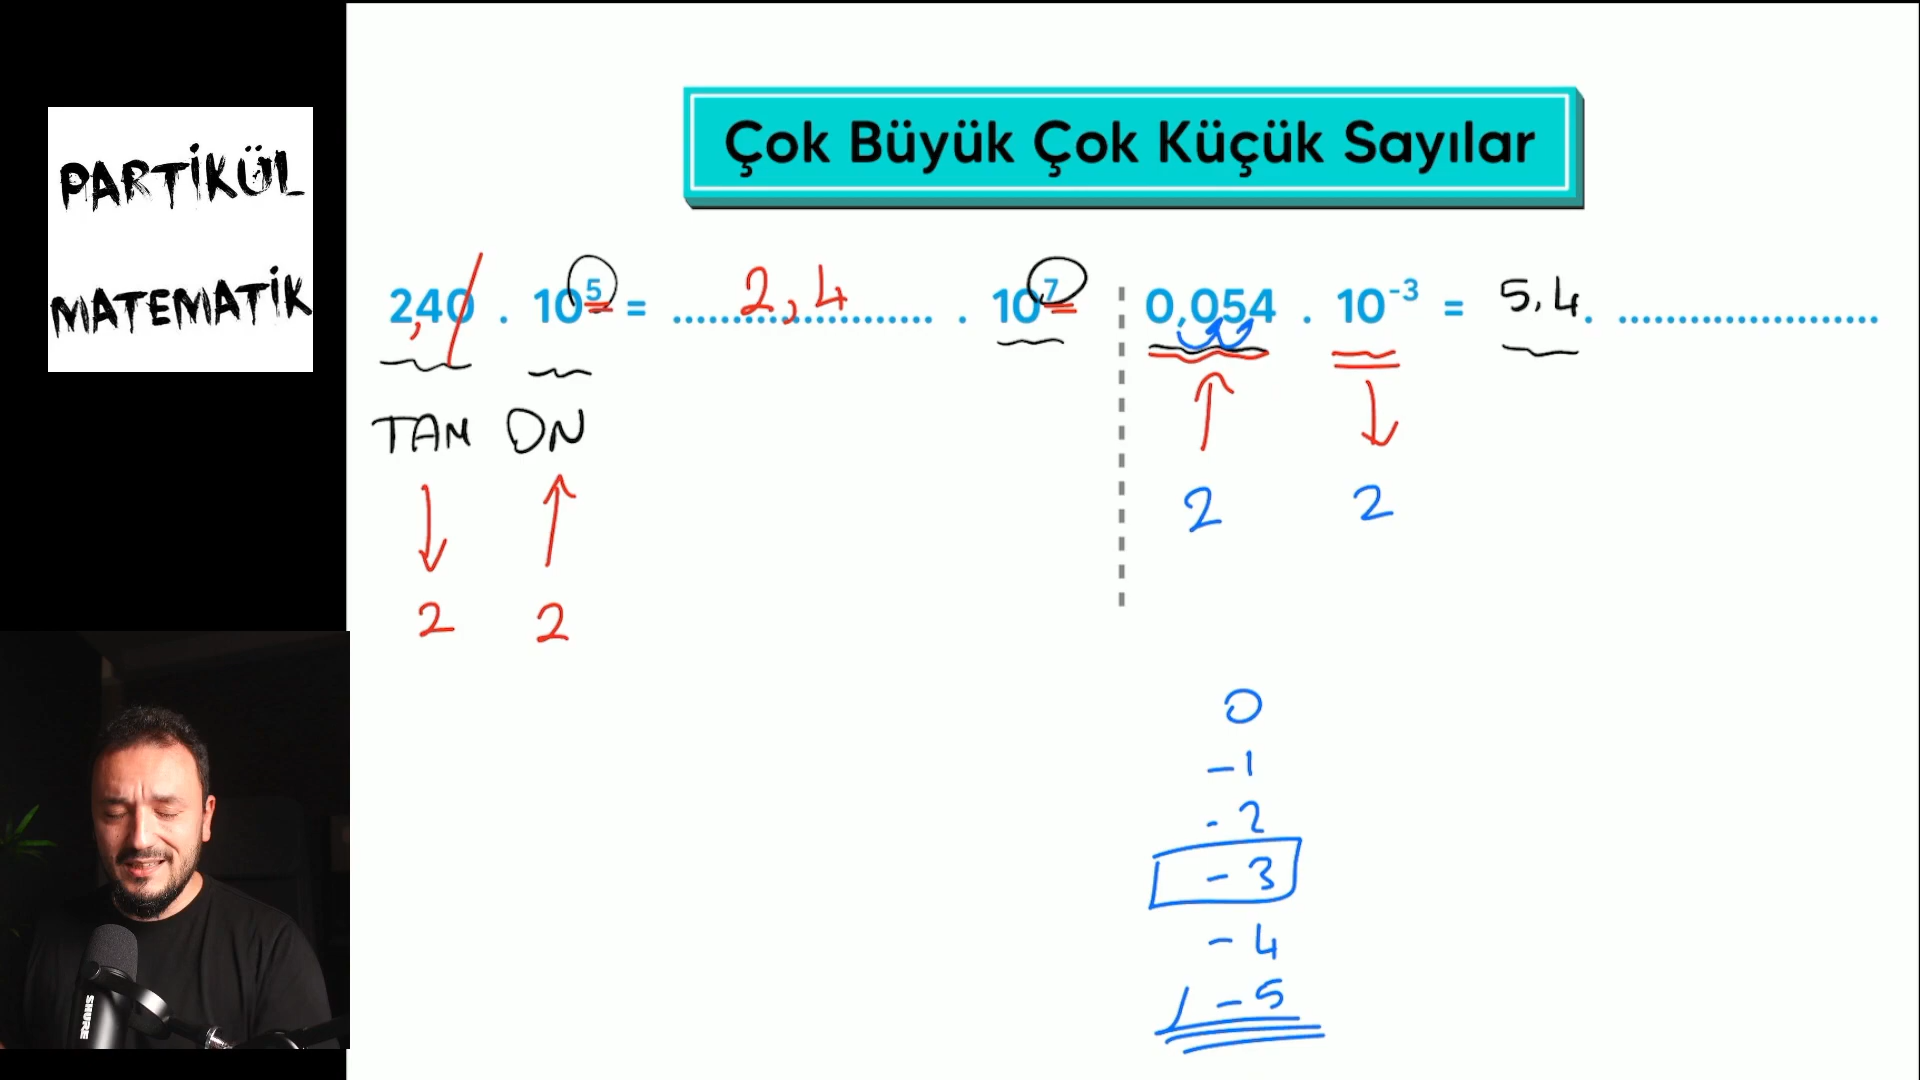 PARTİKÜL
MATEMATİK
Çok Büyük Çok Küçük Sayılar
240 . 10⁵ = ........2,4........ . 10⁷
TAM ON
2 2
0,054 . 10⁻³ = 5,4 . ......................
2 2
0
-1
-2
-3
-4
-5
SHURE